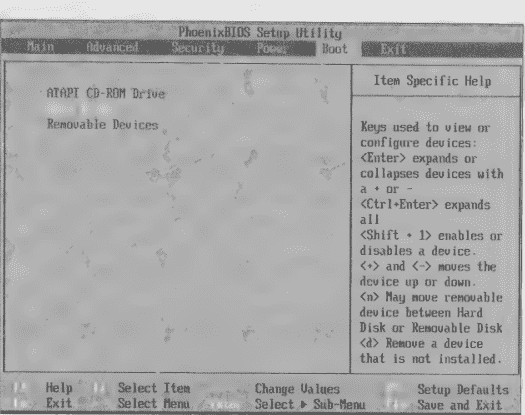 PhoenixBIOS Setup Utility
Main Advanced Security Power Boot Exit
ATAPI CD-ROM Drive
Removable Devices
Item Specific Help
Keys used to view or
configure devices:
<Enter> expands or
collapses devices with
a + or -
<Ctrl+Enter> expands
all
<Shift + 1> enables or
disables a device.
<+> and <-> moves the
device up or down.
<n> May move removable
device between Hard
Disk or Removable Disk
<d> Remove a device
that is not installed.
Help Select Item Change Values Setup Defaults
Exit Select Menu Select ▶ Sub-Menu Save and Exit